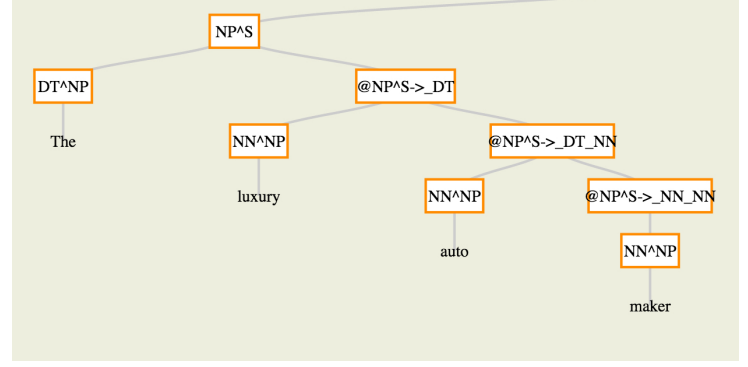 NP^S
DT^NP @NP^S->_DT
The NN^NP @NP^S->_DT_NN
luxury NN^NP @NP^S->_NN_NN
auto NN^NP
maker